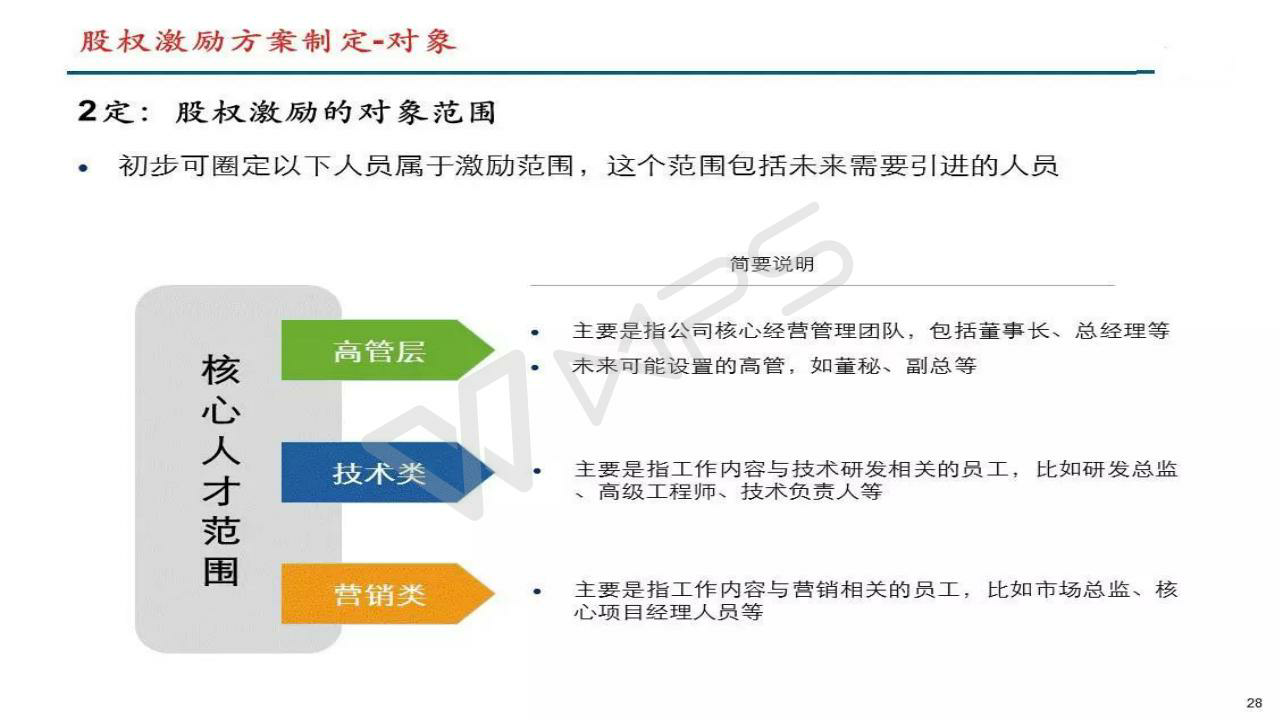 股权激励方案制定-对象
2定：股权激励的对象范围
• 初步可圈定以下人员属于激励范围，这个范围包括未来需要引进的人员
简要说明
核心人才范围
高管层
• 主要是指公司核心经营管理团队，包括董事长、总经理等
• 未来可能设置的高管，如董秘、副总等
技术类
• 主要是指工作内容与技术研发相关的员工，比如研发总监
、高级工程师、技术负责人等
营销类
• 主要是指工作内容与营销相关的员工，比如市场总监、核
心项目经理人员等
WPS
28